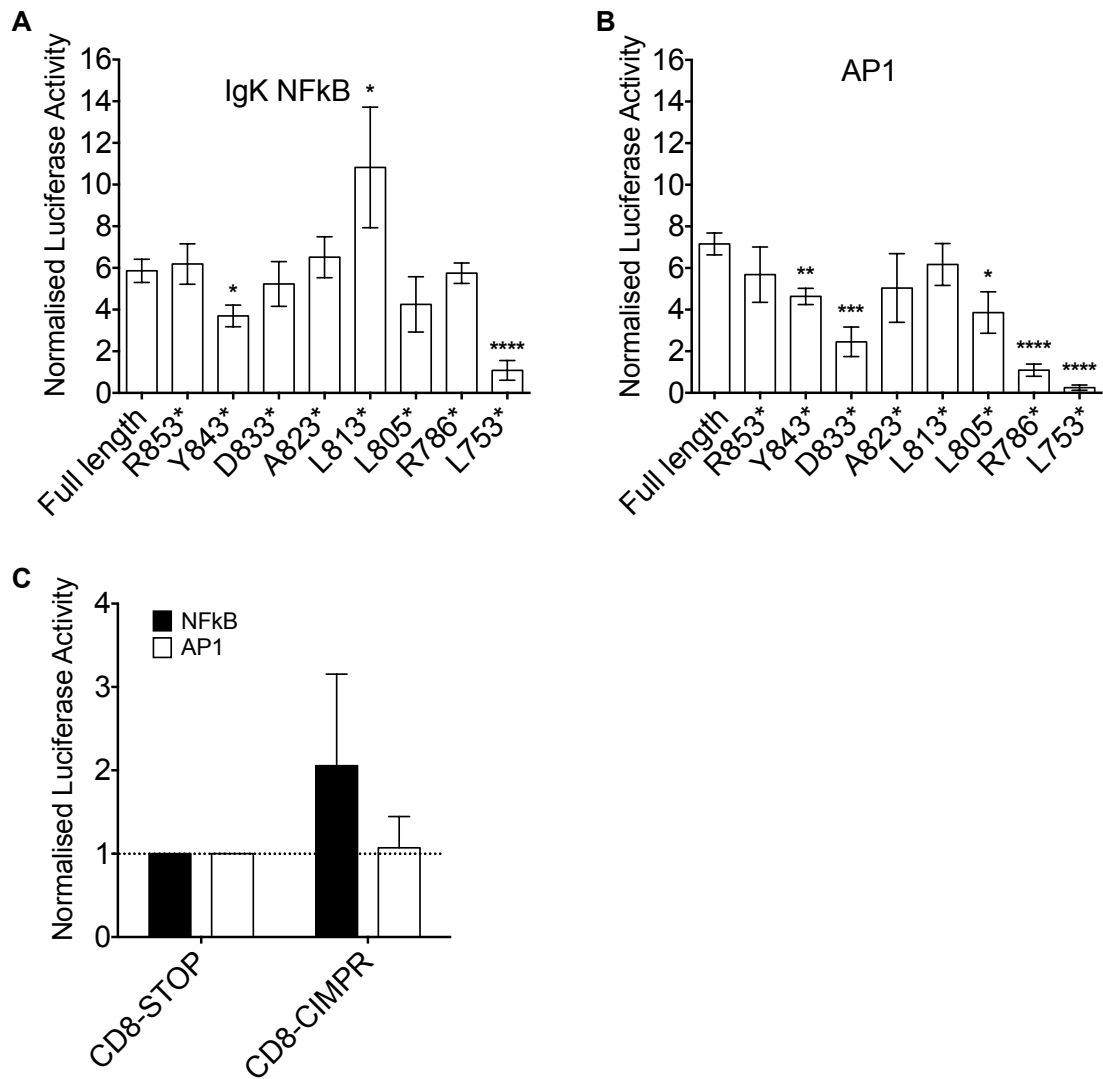 A
Normalised Luciferase Activity
16
14
12
10
8
6
4
2
0
IgK NFkB
*
*
****
Full length
R853*
Y843*
D833*
A823*
L813*
L805*
R786*
L753*
B
Normalised Luciferase Activity
16
14
12
10
8
6
4
2
0
AP1
**
***
*
****
****
Full length
R853*
Y843*
D833*
A823*
L813*
L805*
R786*
L753*
C
Normalised Luciferase Activity
4
3
2
1
0
NFkB
AP1
CD8-STOP
CD8-CIMPR